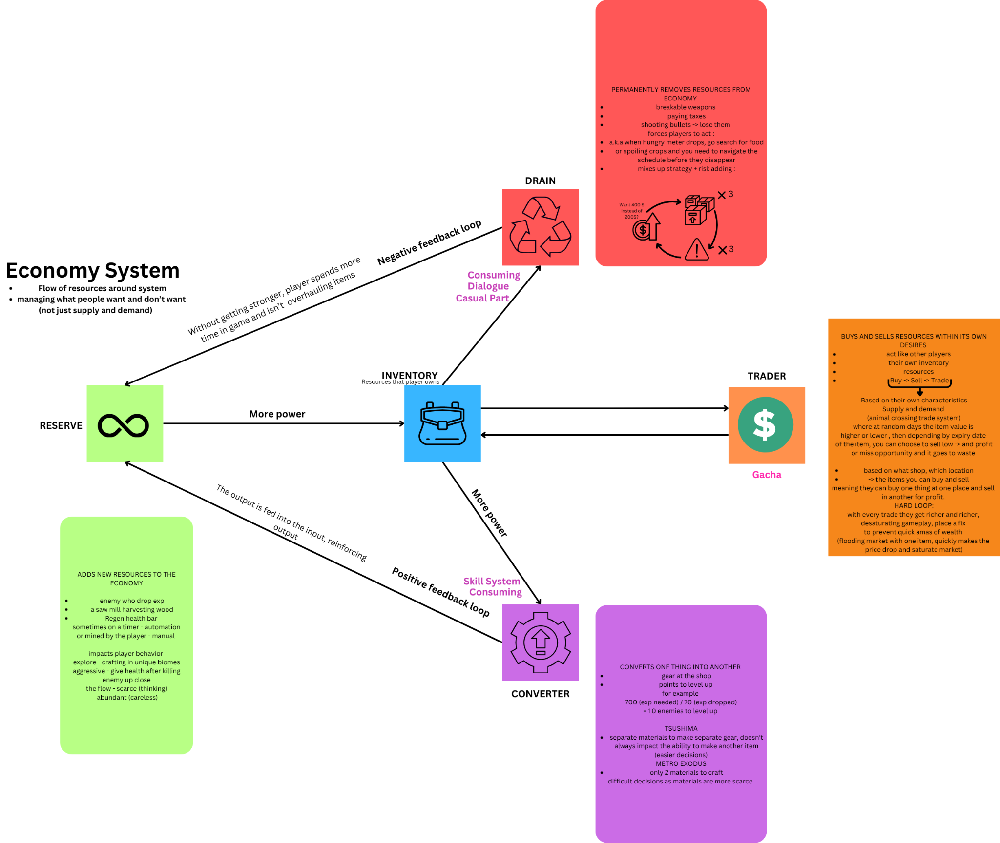 PERMANENTLY REMOVES RESOURCES FROM
ECONOMY
breakable weapons
paying taxes
shooting bullets -> lose them
forces players to act :
a.k.a when hungry meter drops, go search for food
or spoiling crops and you need to navigate the
schedule before they disappear
mixes up strategy + risk adding :
Want 400 $
instead of
200$?
3
3
DRAIN
Negative feedback loop
Without getting stronger, player spends more
time in game and isn't overhauling items
Economy System
Flow of resources around system
managing what people want and don't want
(not just supply and demand)
Consuming
Dialogue
Casual Part
INVENTORY
Resources that player owns
RESERVE
More power
TRADER
Gacha
BUYS AND SELLS RESOURCES WITHIN ITS OWN
DESIRES
act like other players
their own inventory
resources
Buy -> Sell -> Trade
Based on their own characteristics
Supply and demand
(animal crossing trade system)
where at random days the item value is
higher or lower , then depending by expiry date
of the item, you can choose to sell low -> and profit
or miss opportunity and it goes to waste
based on what shop, which location
-> the items you can buy and sell
meaning they can buy one thing at one place and sell
in another for profit.
HARD LOOP:
with every trade they get richer and richer,
desaturating gameplay, place a fix
to prevent quick amas of wealth
(flooding market with one item, quickly makes the
price drop and saturate market)
More power
The output is fed into the input, reinforcing
output
Positive feedback loop
Skill System
Consuming
CONVERTER
ADDS NEW RESOURCES TO THE
ECONOMY
enemy who drop exp
a saw mill harvesting wood
Regen health bar
sometimes on a timer - automation
or mined by the player - manual
impacts player behavior
explore - crafting in unique biomes
aggressive - give health after killing
enemy up close
the flow - scarce (thinking)
abundant (careless)
CONVERTS ONE THING INTO ANOTHER
gear at the shop
points to level up
for example
700 (exp needed) / 70 (exp dropped)
= 10 enemies to level up
TSUSHIMA
separate materials to make separate gear, doesn't
always impact the ability to make another item
(easier decisions)
METRO EXODUS
only 2 materials to craft
difficult decisions as materials are more scarce